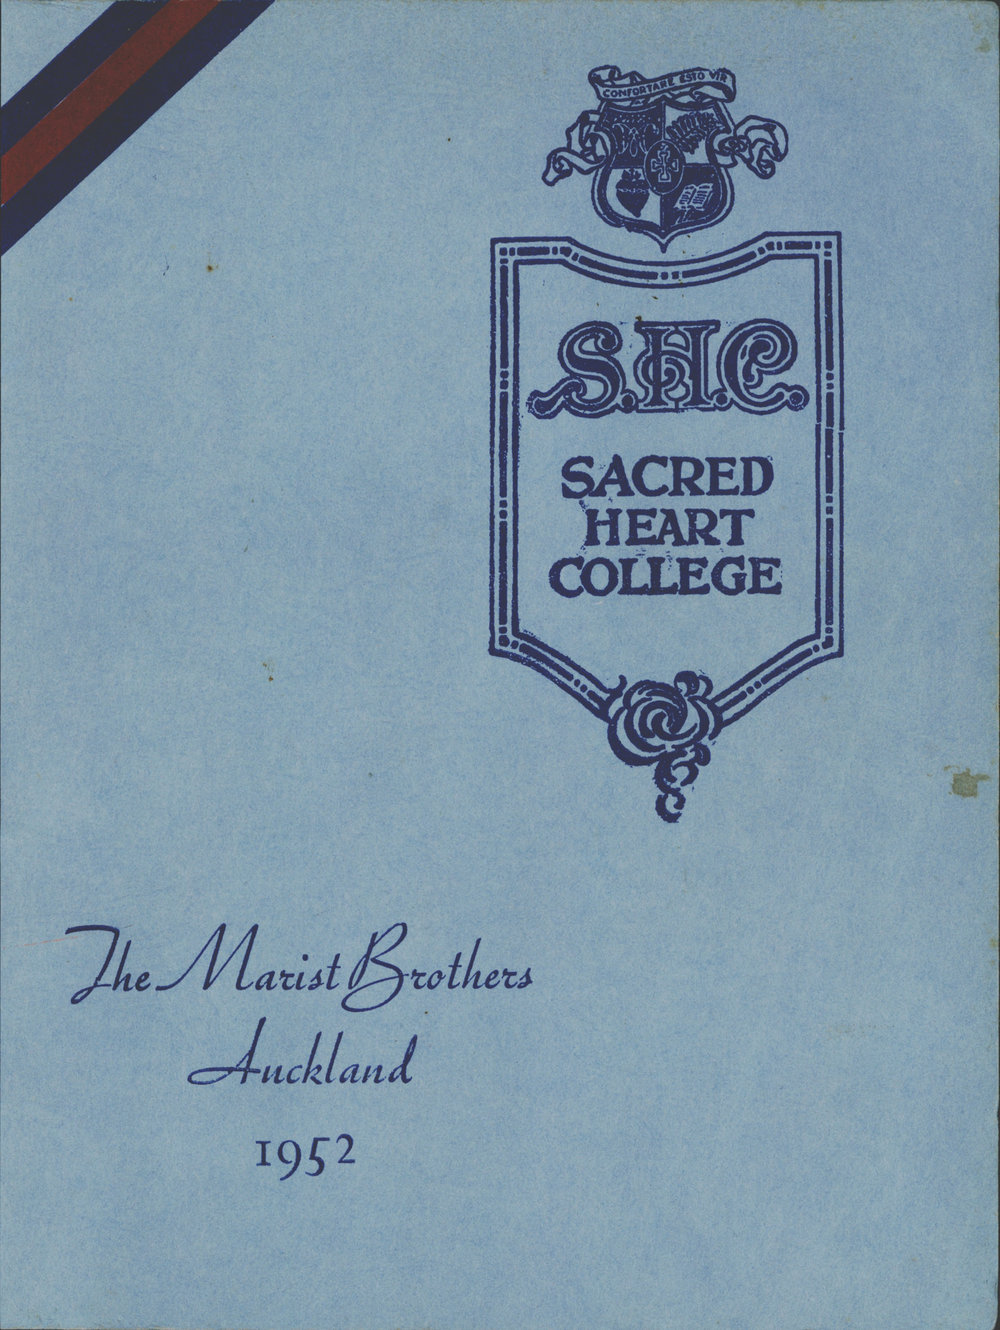 CONFORTARE ESTO VIR
S.H.C.
SACRED
HEART
COLLEGE
The Marist Brothers
Auckland
1952